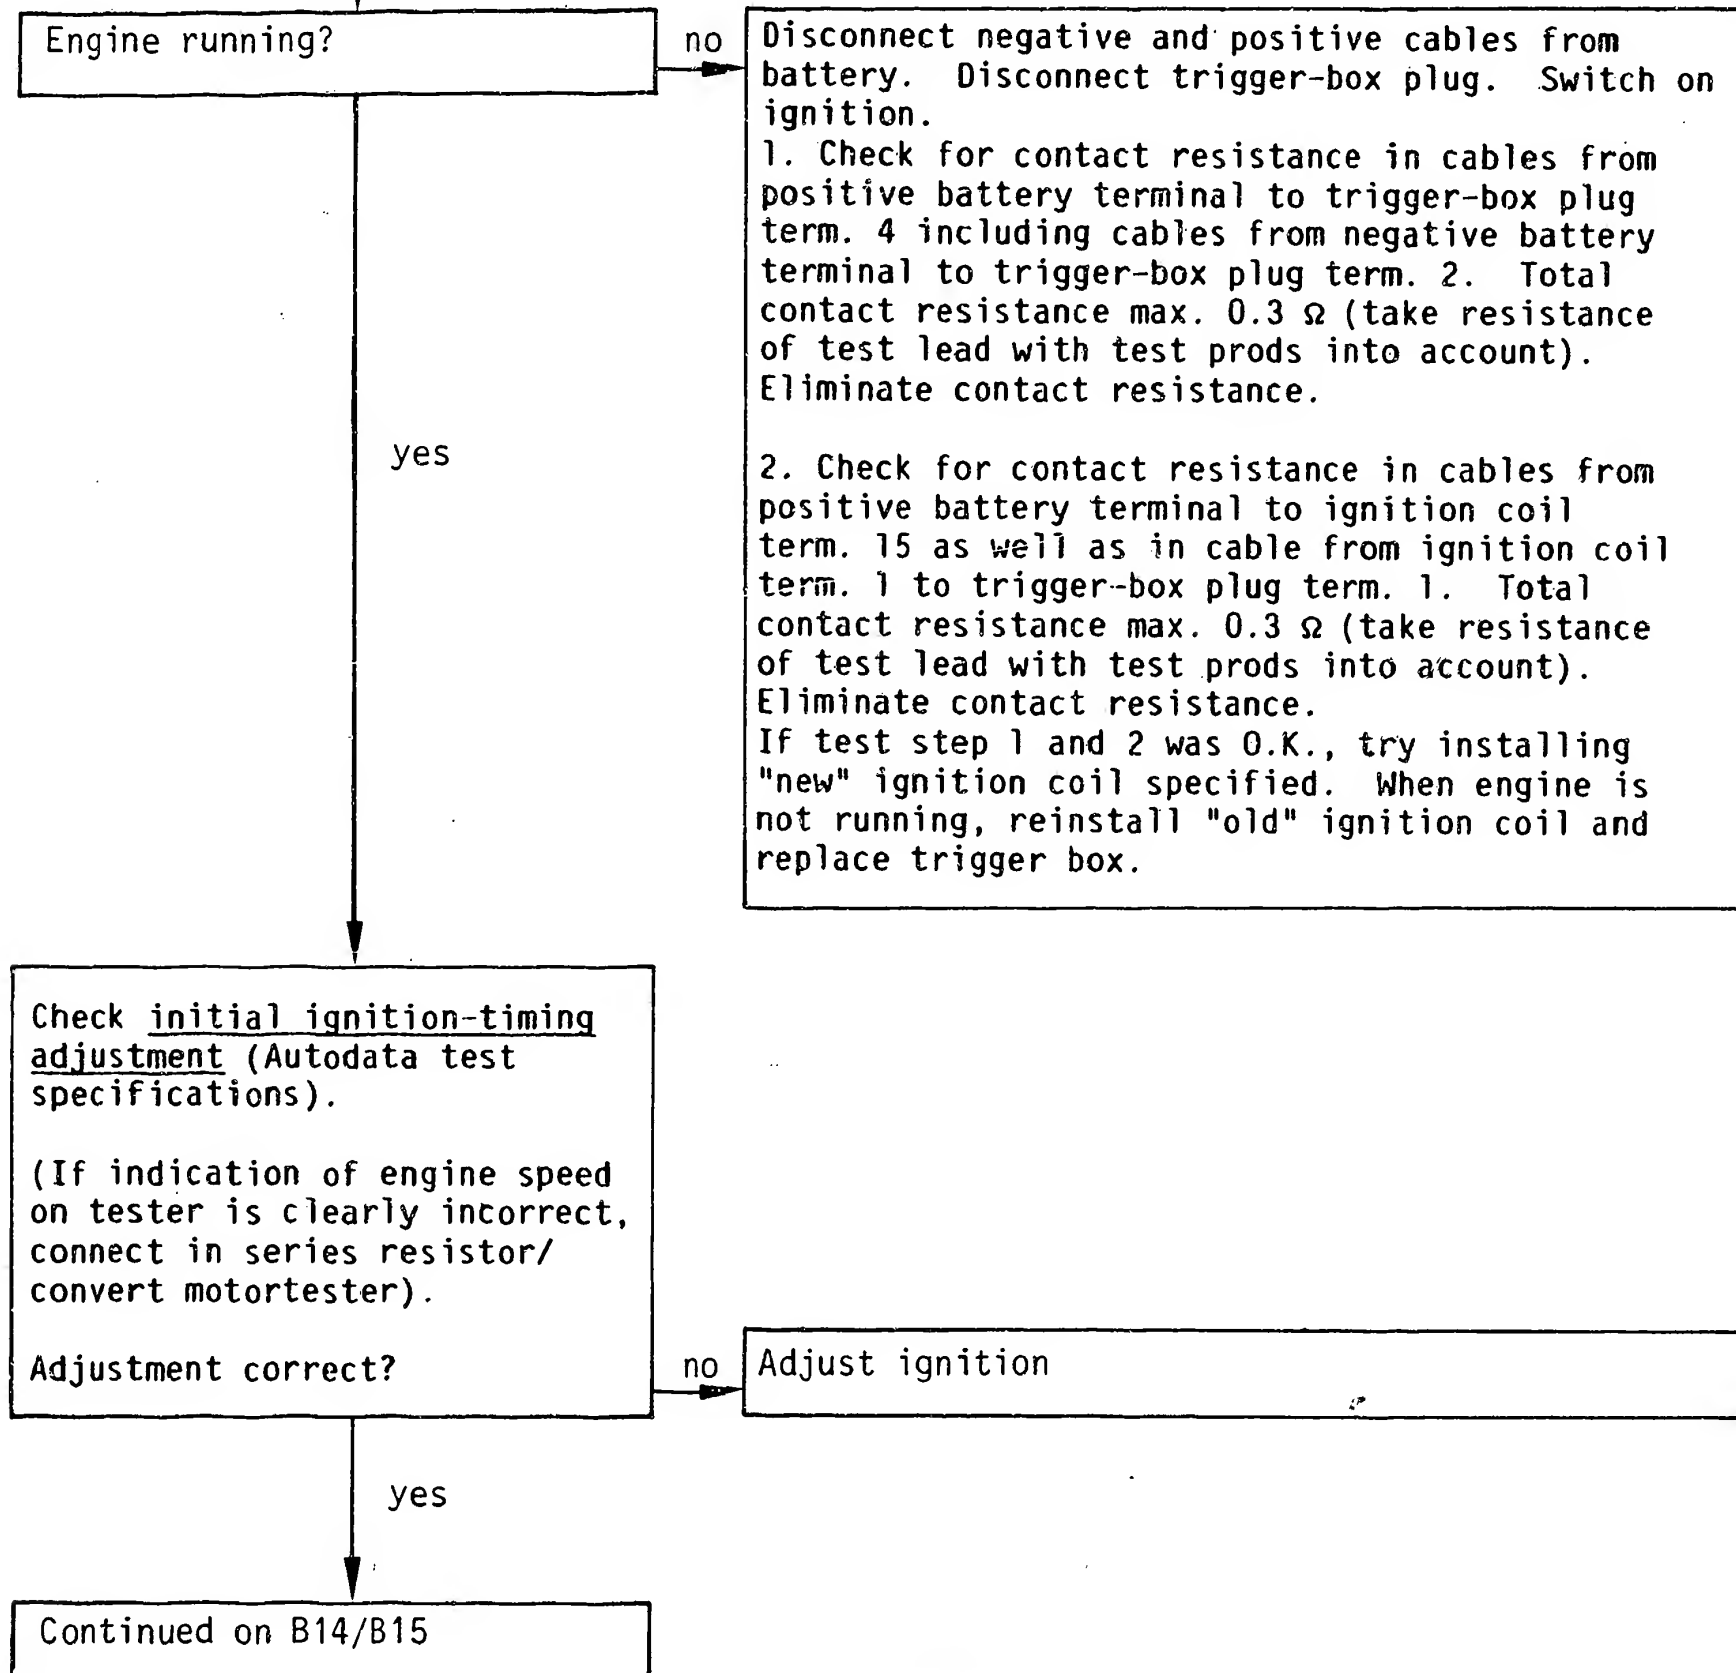 Engine running?
no
Disconnect negative and positive cables from
battery. Disconnect trigger-box plug. Switch on
ignition.
1. Check for contact resistance in cables from
positive battery terminal to trigger-box plug
term. 4 including cables from negative battery
terminal to trigger-box plug term. 2. Total
contact resistance max. 0.3 Ω (take resistance
of test lead with test prods into account).
Eliminate contact resistance.
2. Check for contact resistance in cables from
positive battery terminal to ignition coil
term. 15 as well as in cable from ignition coil
term. 1 to trigger-box plug term. 1. Total
contact resistance max. 0.3 Ω (take resistance
of test lead with test prods into account).
Eliminate contact resistance.
If test step 1 and 2 was O.K., try installing
"new" ignition coil specified. When engine is
not running, reinstall "old" ignition coil and
replace trigger box.
yes
Check initial ignition-timing
adjustment (Autodata test
specifications).
(If indication of engine speed
on tester is clearly incorrect,
connect in series resistor/
convert motortester).
Adjustment correct?
no
Adjust ignition
yes
Continued on B14/B15